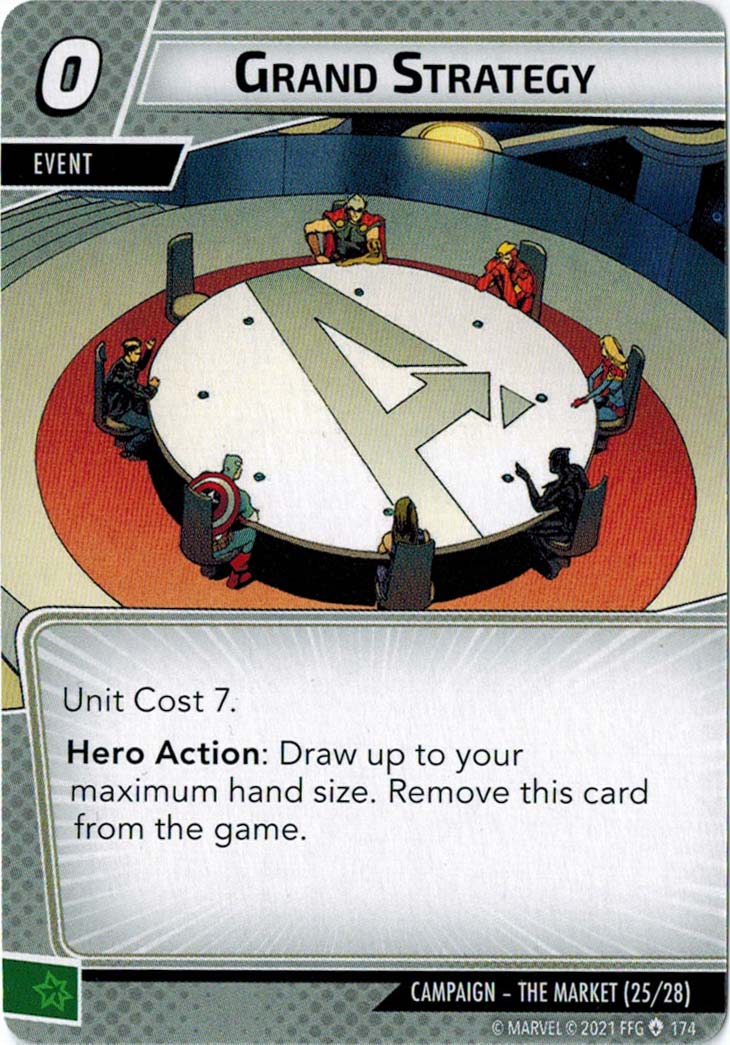 0
GRAND STRATEGY
EVENT
Unit Cost 7.
Hero Action: Draw up to your
maximum hand size. Remove this card
from the game.
CAMPAIGN – THE MARKET (25/28)
© MARVEL © 2021 FFG 174